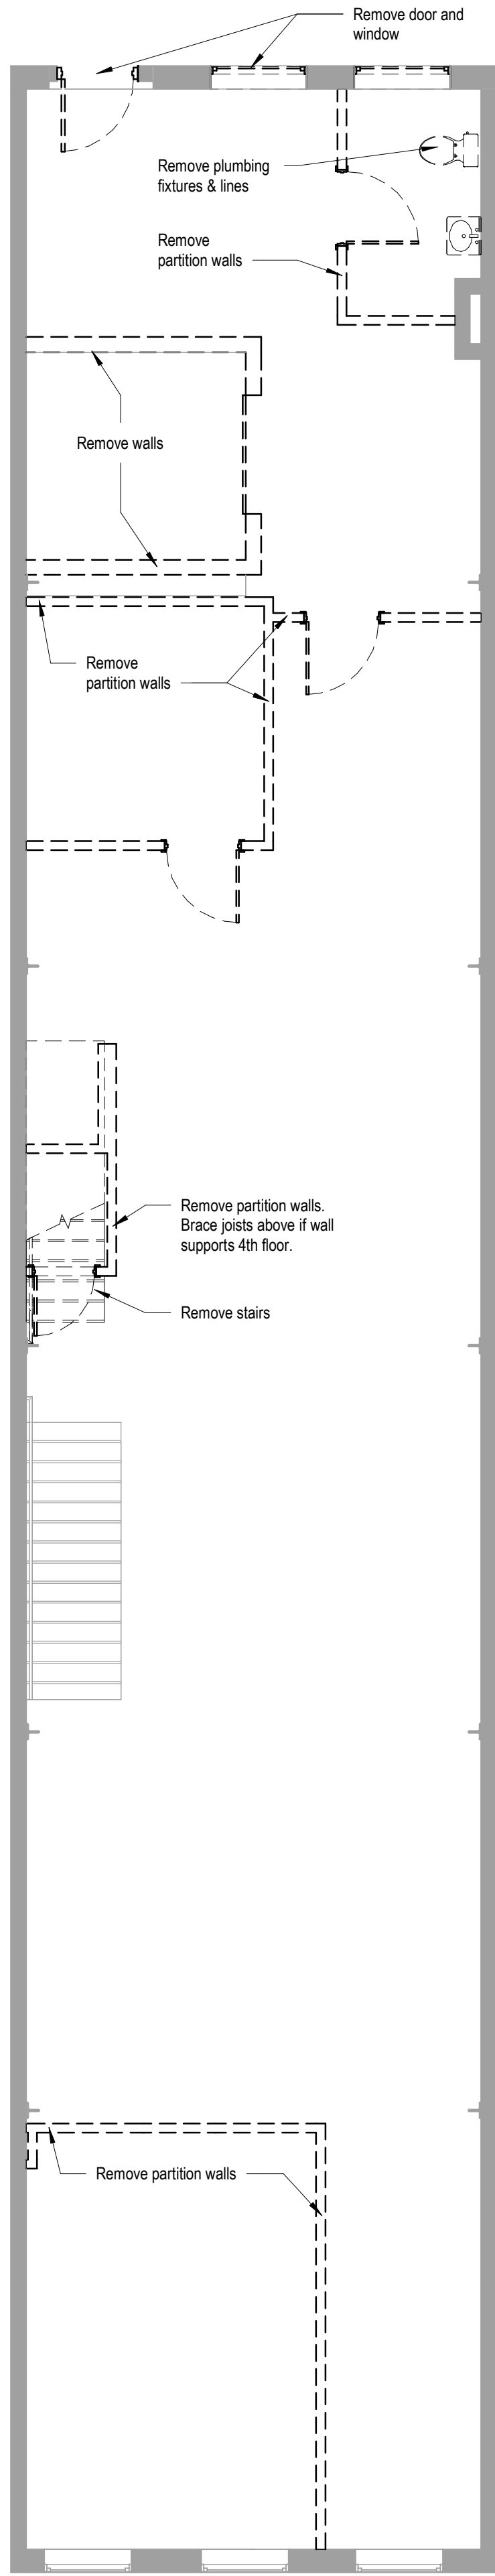 Remove door and
window
Remove plumbing
fixtures & lines
Remove
partition walls
Remove walls
Remove
partition walls
Remove partition walls.
Brace joists above if wall
supports 4th floor.
Remove stairs
Remove partition walls